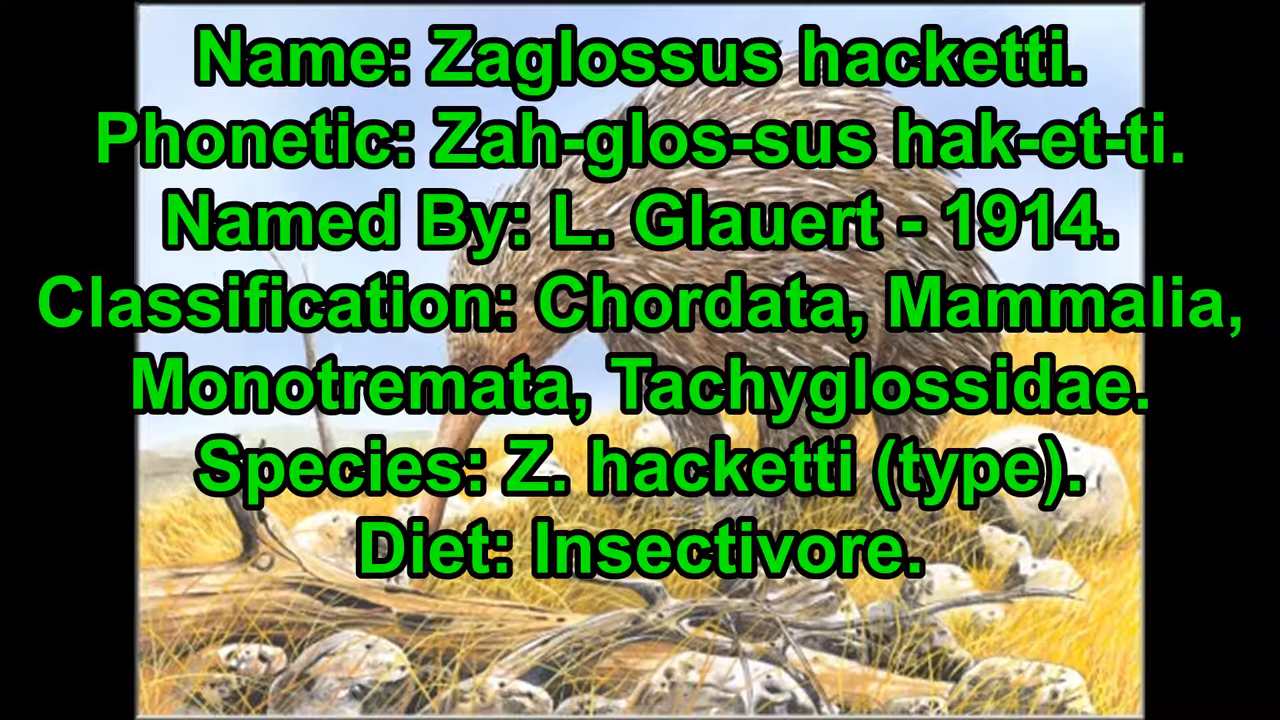 Name: Zaglossus hacketti.
Phonetic: Zah-glos-sus hak-et-ti.
Named By: L. Glauert - 1914.
Classification: Chordata, Mammalia,
Monotremata, Tachyglossidae.
Species: Z. hacketti (type).
Diet: Insectivore.